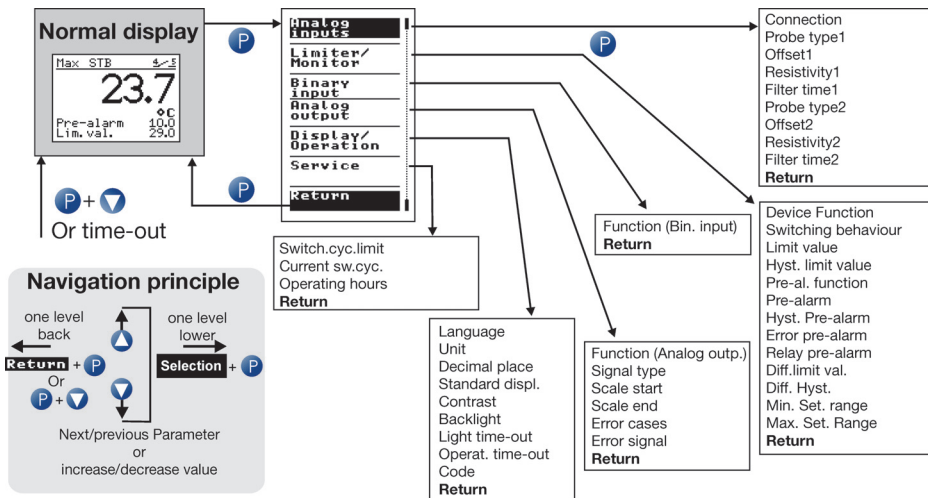 Normal display
Max STB
23.7
°C
Pre-alarm 10.0
Lim.val. 29.0
P
Analog
inputs
Limiter/
Monitor
Binary
input
Analog
output
Display/
Operation
Service
Return
P
P
P +
Or time-out
Connection
Probe type1
Offset1
Resistivity1
Filter time1
Probe type2
Offset2
Resistivity2
Filter time2
Return
Device Function
Switching behaviour
Limit value
Hyst. limit value
Pre-al. function
Pre-alarm
Hyst. Pre-alarm
Error pre-alarm
Relay pre-alarm
Diff.limit val.
Diff. Hyst.
Min. Set. range
Max. Set. Range
Return
Function (Bin. input)
Return
Function (Analog outp.)
Signal type
Scale start
Scale end
Error cases
Error signal
Return
Language
Unit
Decimal place
Standard displ.
Contrast
Backlight
Light time-out
Operat. time-out
Code
Return
Switch.cyc.limit
Current sw.cyc.
Operating hours
Return
Navigation principle
one level
back
Return + P
Or
P +
one level
lower
Selection + P
Next/previous Parameter
or
increase/decrease value